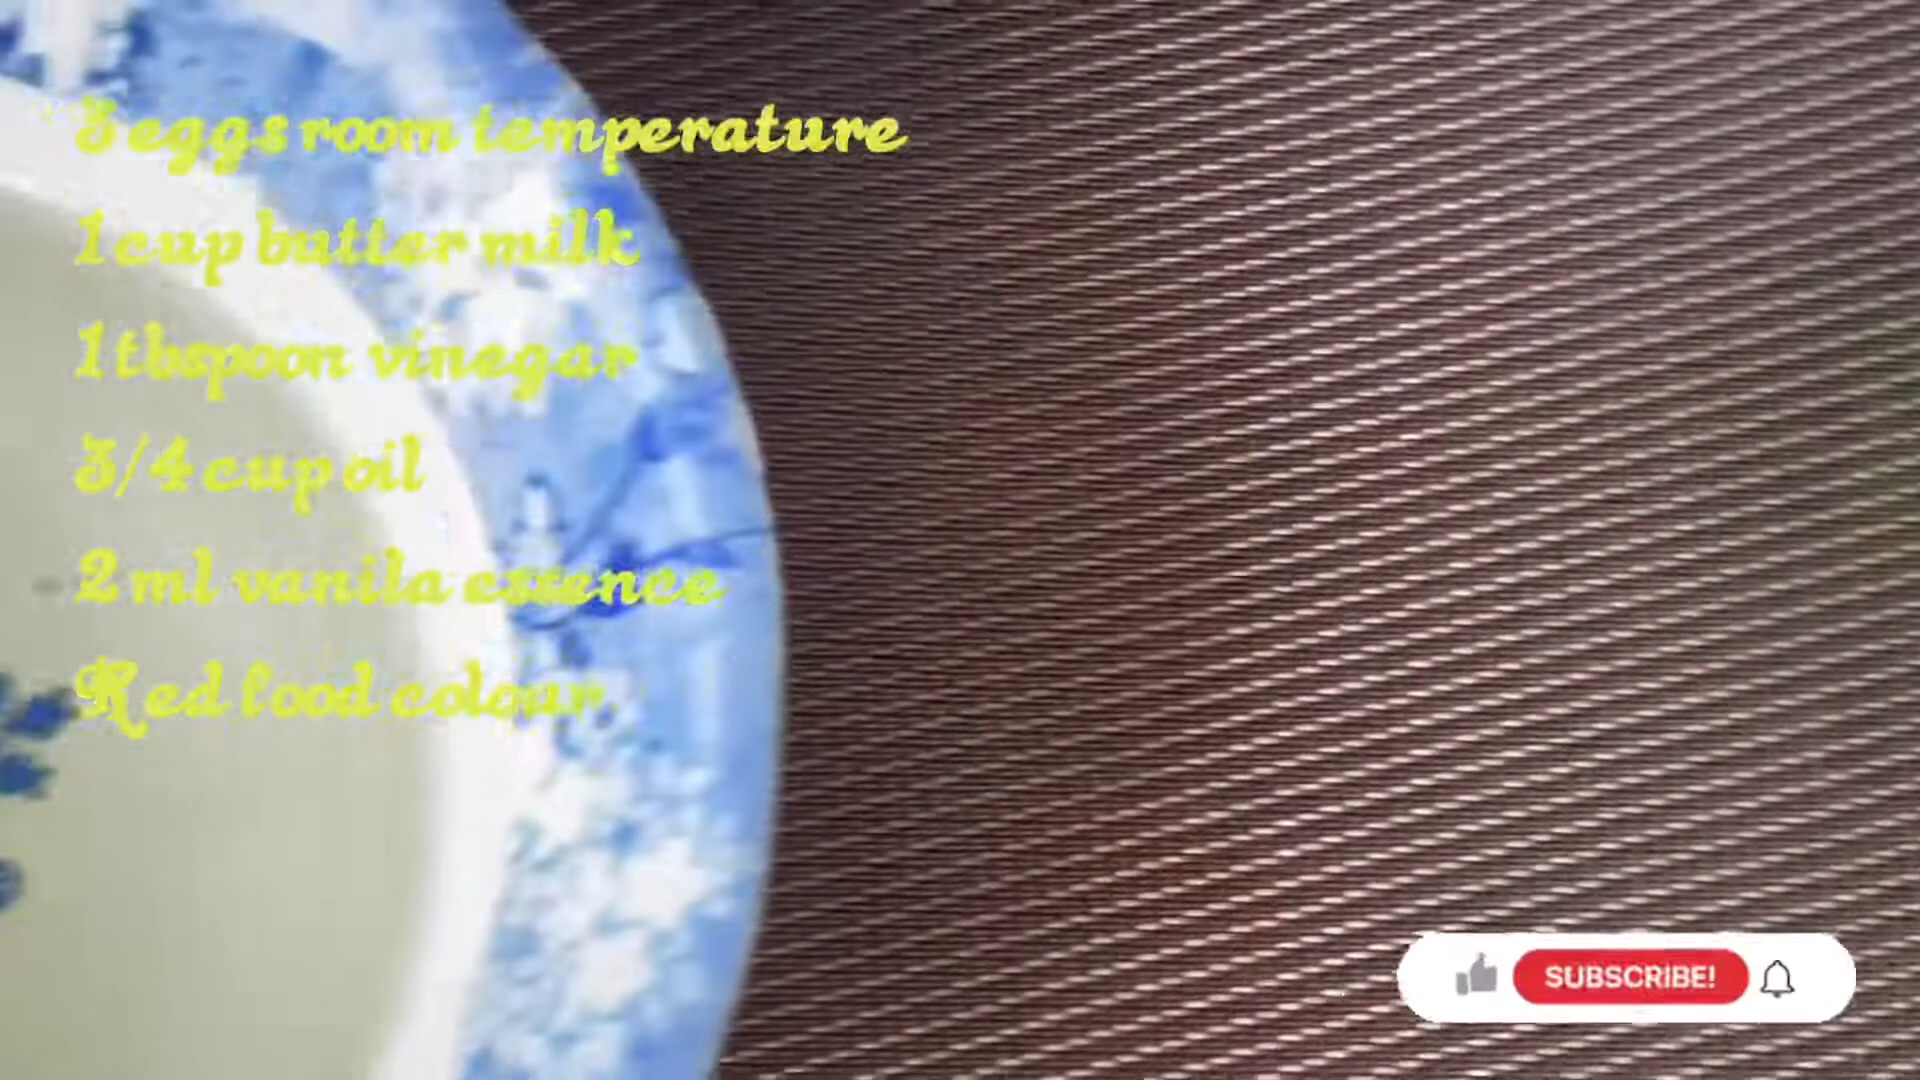 3 eggs room temperature
1 cup butter milk
1 tbspoon vinegar
3/4 cup oil
2 ml vanila essence
Red food colour
SUBSCRIBE!